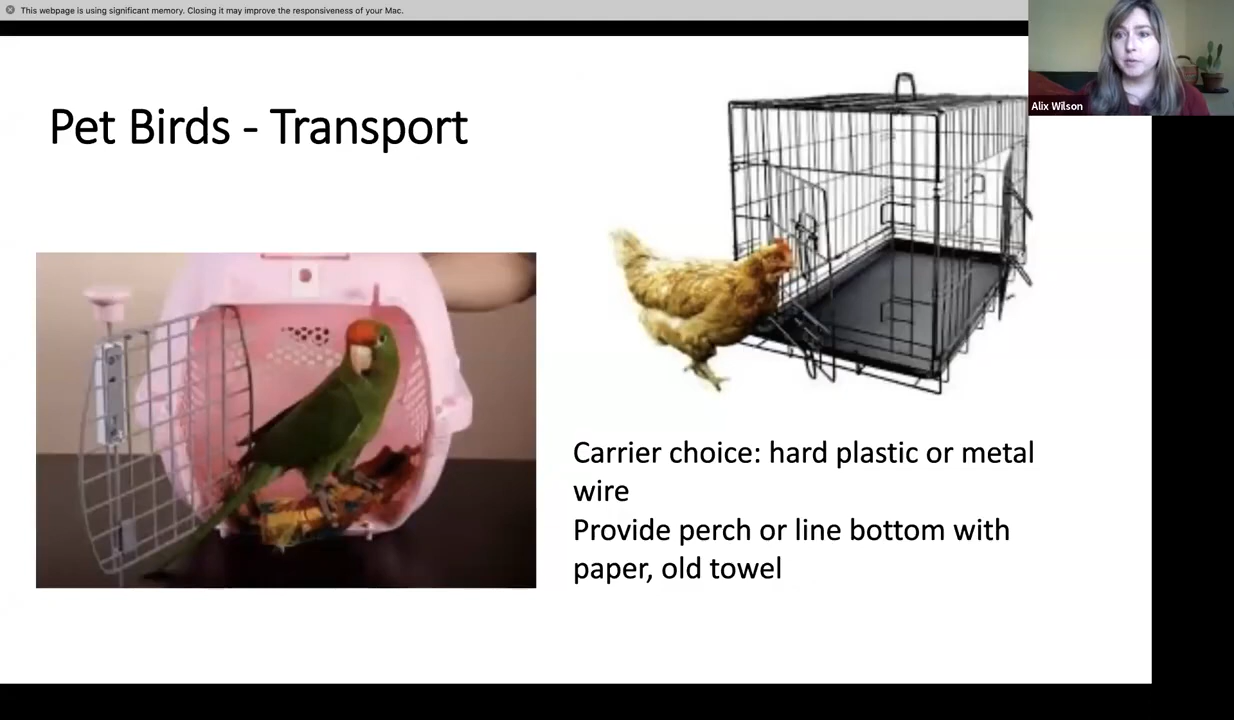 This webpage is using significant memory. Closing it may improve the responsiveness of your Mac.
Pet Birds - Transport
Alix Wilson
Carrier choice: hard plastic or metal
wire
Provide perch or line bottom with
paper, old towel